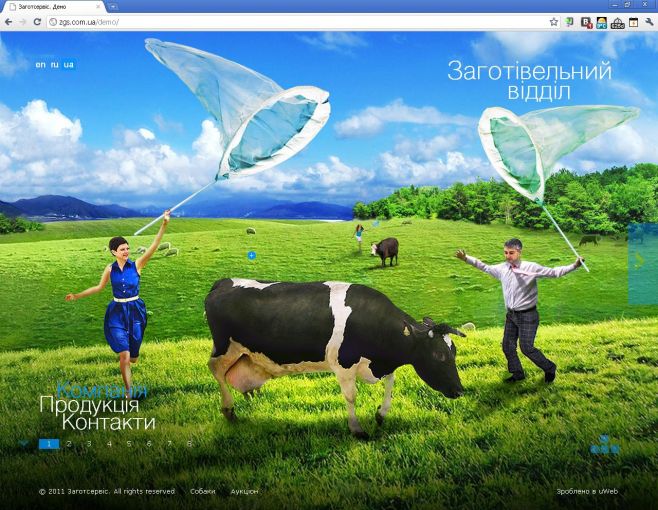 Заготсервіс. Демо
zgs.com.ua/demo/
en ru ua
Заготівельний
відділ
Компанія
Продукція
Контакти
1 2 3 4 5 6 7 8
© 2011 Заготсервіс. All rights reserved Собаки Аукціон Зроблено в uWeb